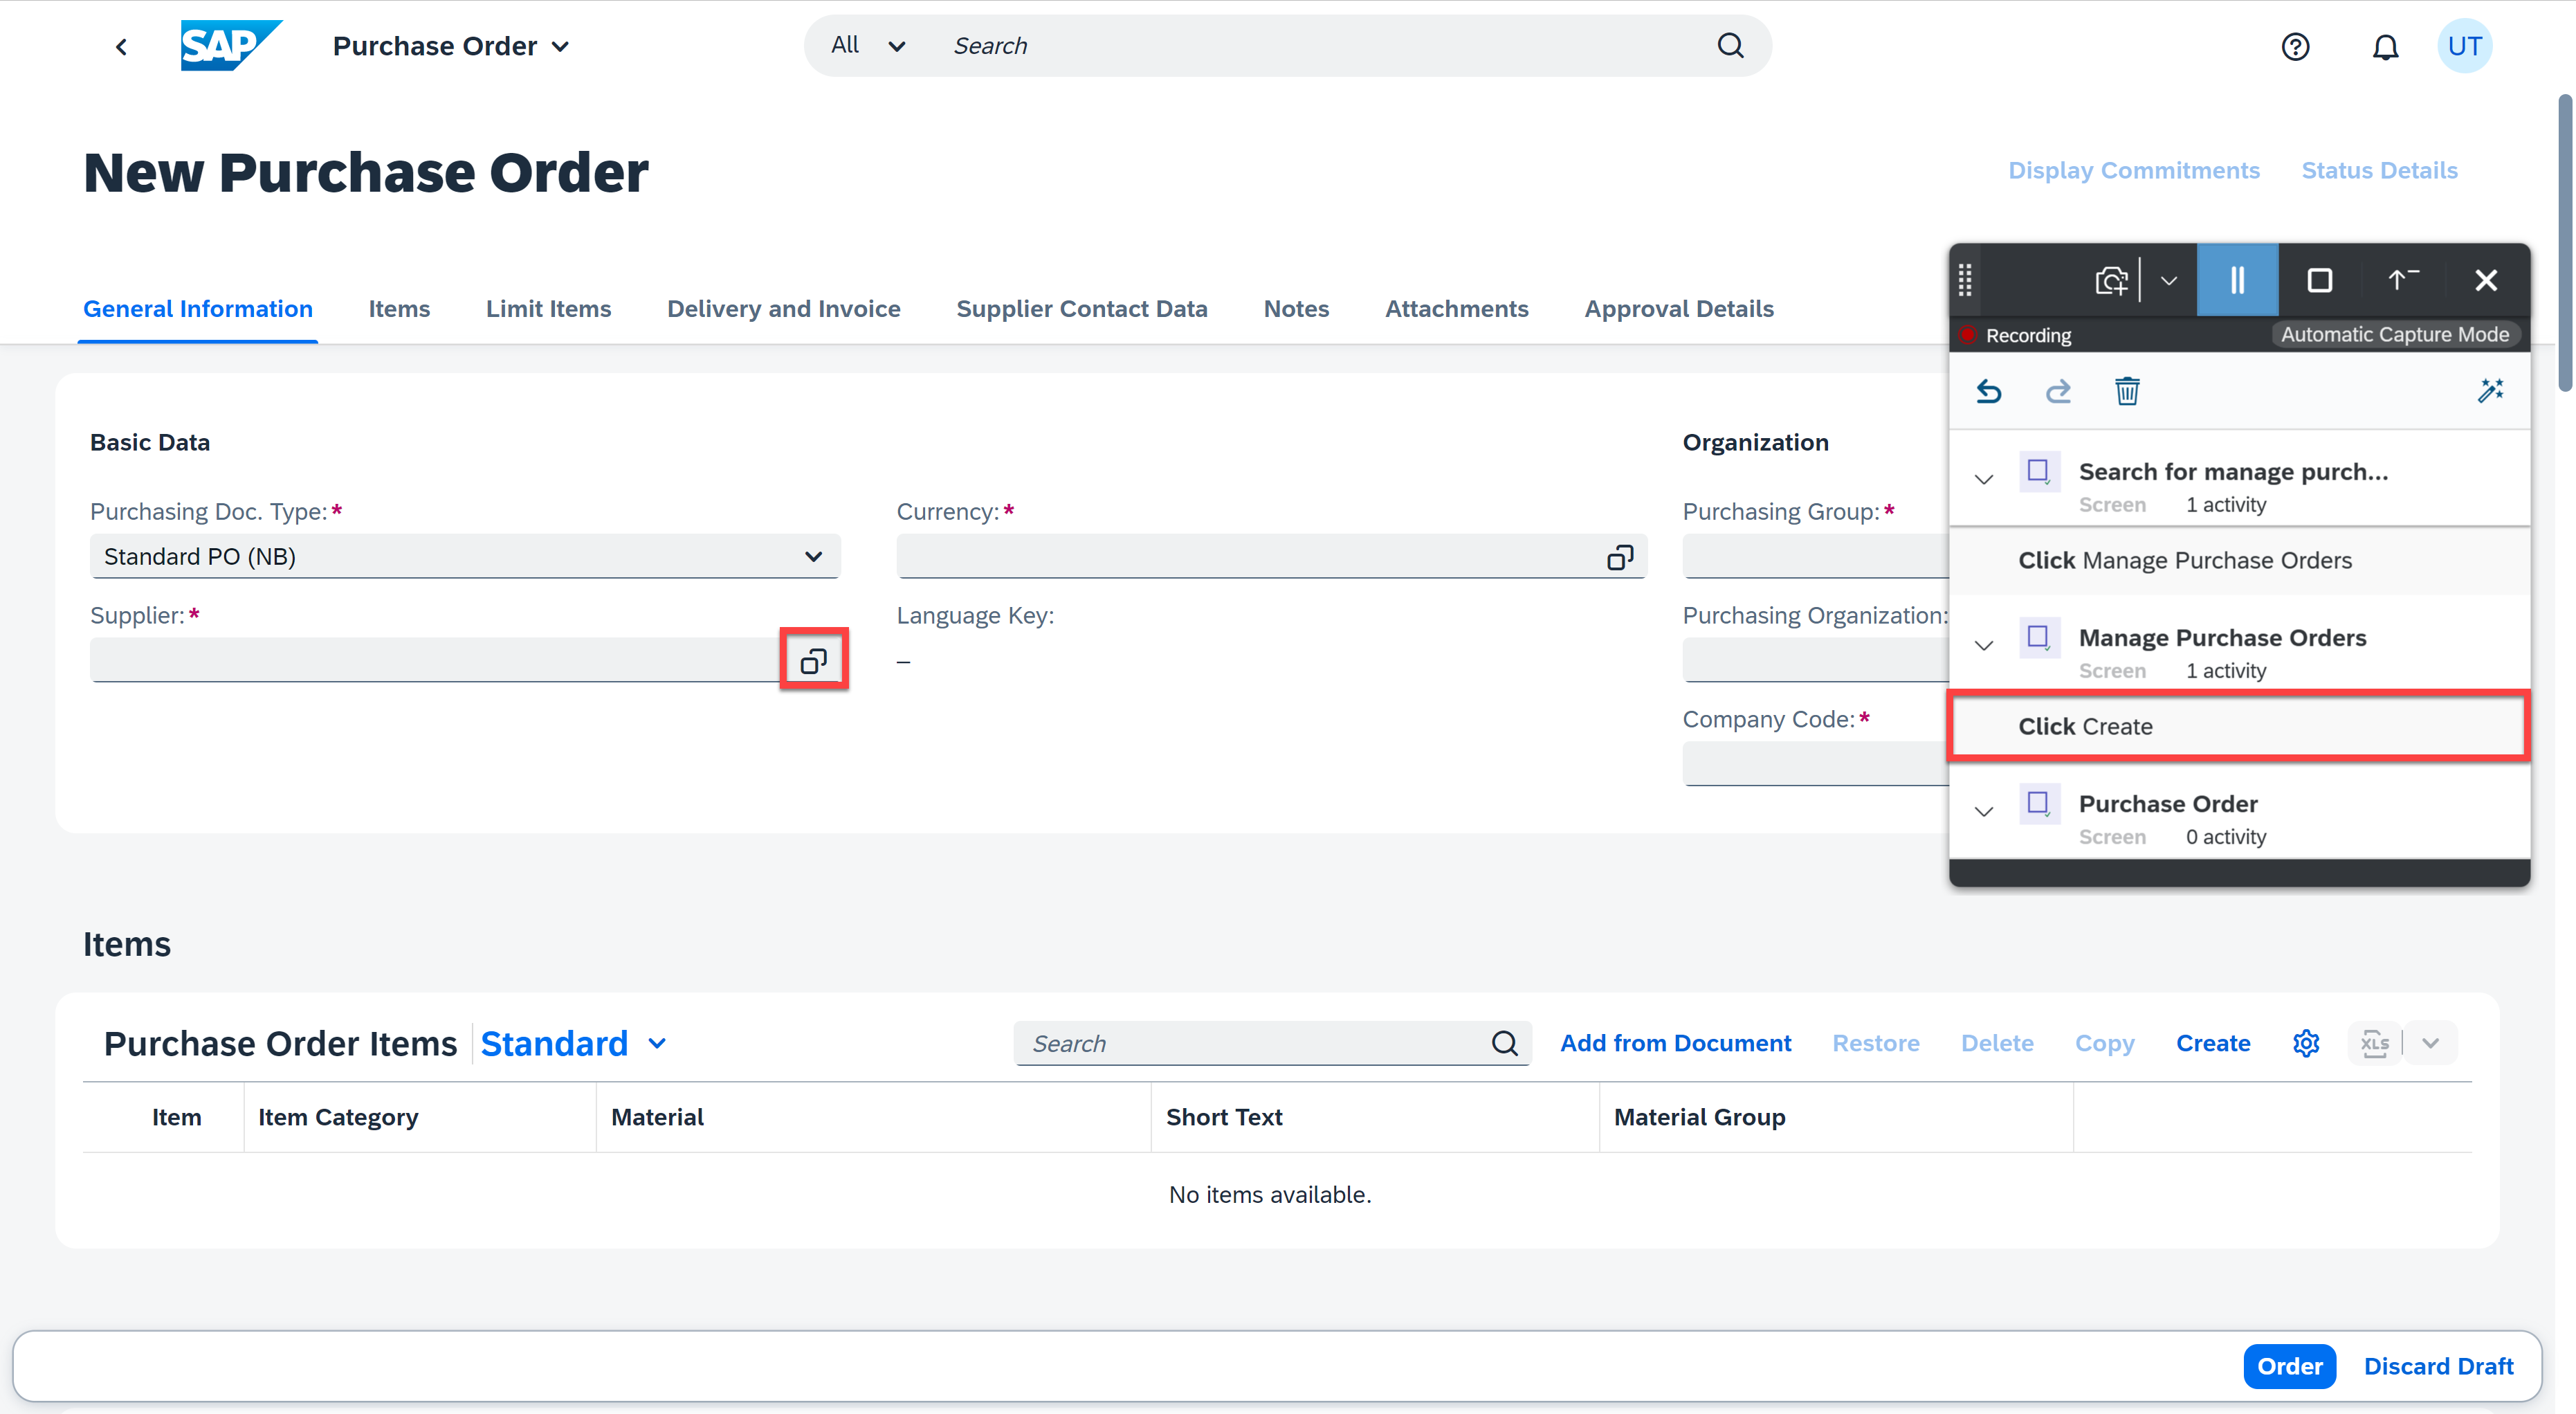 SAP
Purchase Order
All
Search
UT
New Purchase Order
Display Commitments
Status Details
General Information
Items
Limit Items
Delivery and Invoice
Supplier Contact Data
Notes
Attachments
Approval Details
Basic Data
Purchasing Doc. Type:*
Standard PO (NB)
Supplier:*
Currency:*
Language Key:
–
Organization
Purchasing Group:*
Purchasing Organization:
Company Code:*
Recording
Automatic Capture Mode
Search for manage purch...
Screen 1 activity
Click Manage Purchase Orders
Manage Purchase Orders
Screen 1 activity
Click Create
Purchase Order
Screen 0 activity
Items
Purchase Order Items
Standard
Search
Add from Document
Restore
Delete
Copy
Create
XLS
Item
Item Category
Material
Short Text
Material Group
No items available.
Order
Discard Draft